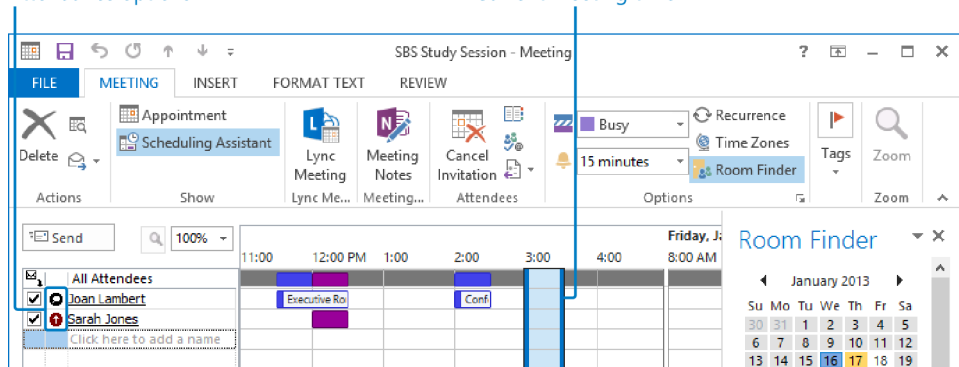 SBS Study Session - Meeting
?
FILE MEETING INSERT FORMAT TEXT REVIEW
Appointment
Scheduling Assistant
Delete
Lync Meeting
Meeting Notes
Cancel Invitation
Busy
15 minutes
Recurrence
Time Zones
Room Finder
Tags
Zoom
Actions Show Lync Me... Meeting... Attendees Options Zoom
Send 100%
Friday, J
11:00 12:00 PM 1:00 2:00 3:00 4:00 8:00 AM
All Attendees
Joan Lambert
Executive Ro
Conf
Sarah Jones
Click here to add a name
Room Finder
January 2013
Su Mo Tu We Th Fr Sa
30 31 1 2 3 4 5
6 7 8 9 10 11 12
13 14 15 16 17 18 19